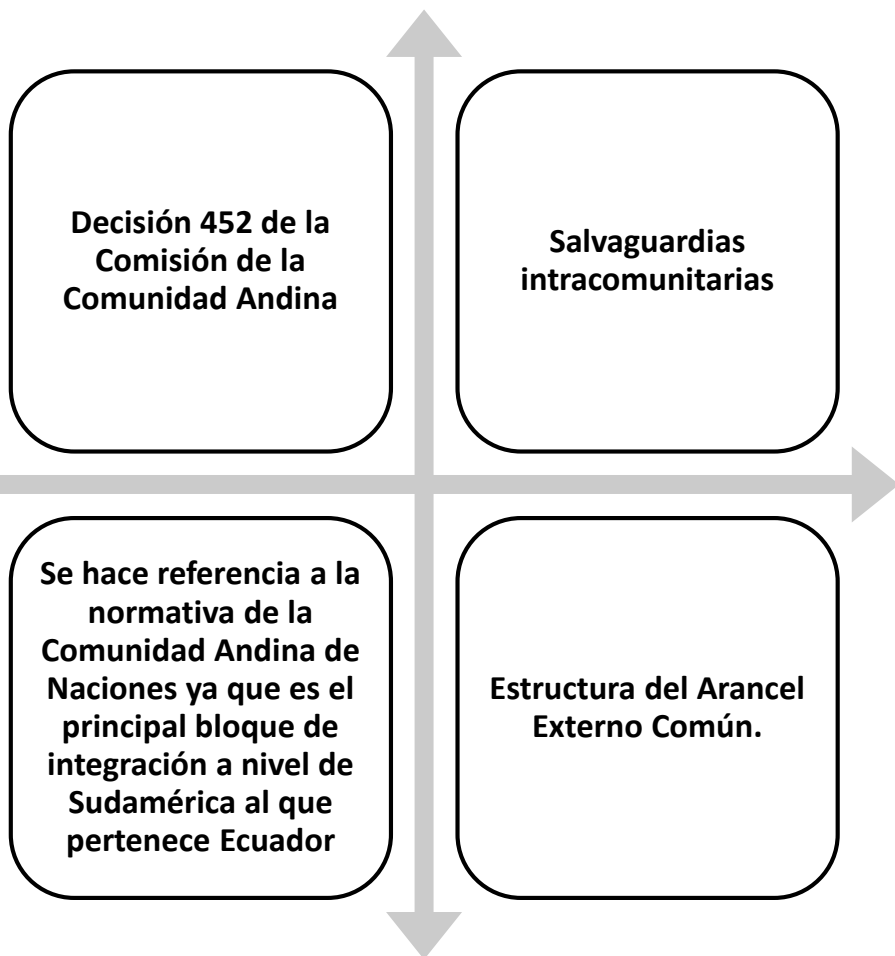 Decisión 452 de la
Comisión de la
Comunidad Andina
Salvaguardias
intracomunitarias
Se hace referencia a la
normativa de la
Comunidad Andina de
Naciones ya que es el
principal bloque de
integración a nivel de
Sudamérica al que
pertenece Ecuador
Estructura del Arancel
Externo Común.